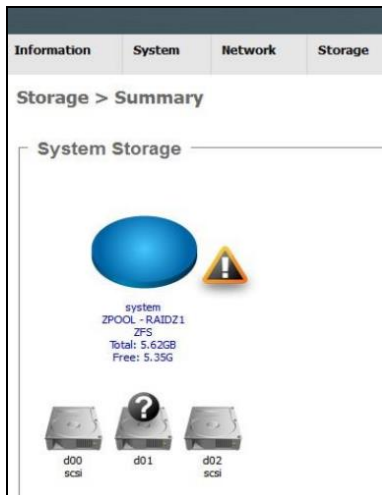 Information System Network Storage
Storage > Summary
System Storage
system
ZPOOL - RAIDZ1
ZFS
Total: 5.62GB
Free: 5.35G
?
d00 d01 d02
scsi scsi